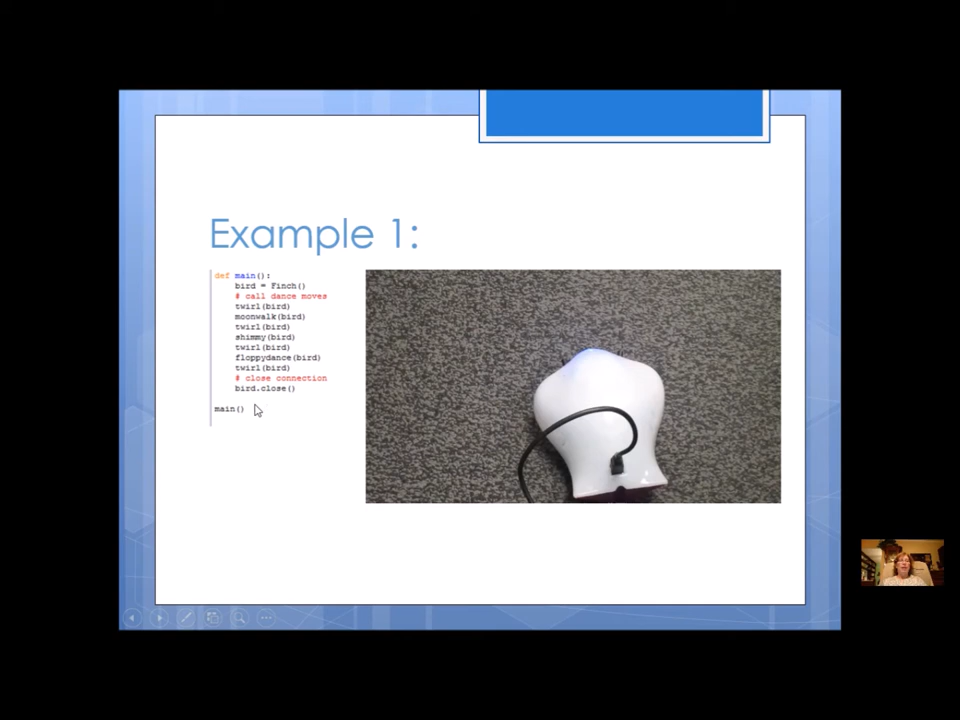 Example 1:
def main():
bird = Finch()
# call dance moves
twirl(bird)
moonwalk(bird)
twirl(bird)
shimmy(bird)
twirl(bird)
floppydance(bird)
twirl(bird)
# close connection
bird.close()
main()